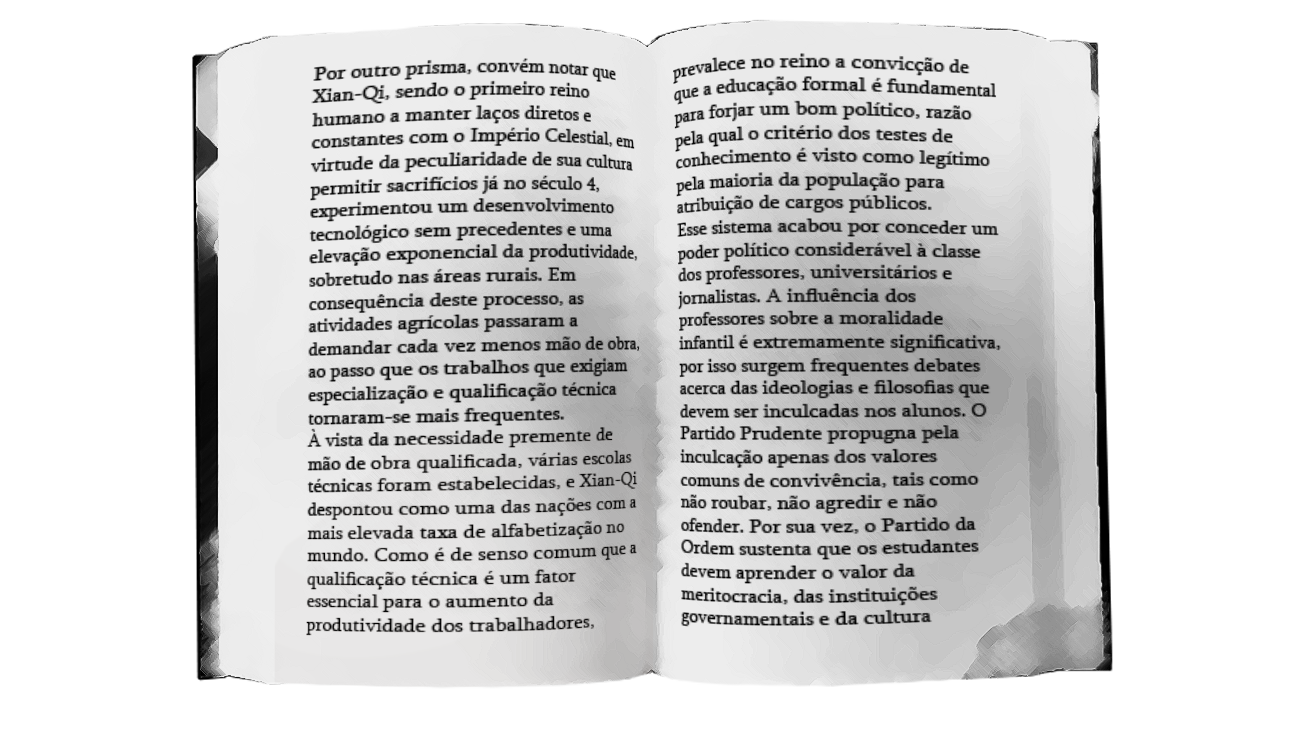 Por outro prisma, convém notar que
Xian-Qi, sendo o primeiro reino
humano a manter laços diretos e
constantes com o Império Celestial, em
virtude da peculiaridade de sua cultura
permitir sacrifícios já no século 4,
experimentou um desenvolvimento
tecnológico sem precedentes e uma
elevação exponencial da produtividade,
sobretudo nas áreas rurais. Em
consequência deste processo, as
atividades agrícolas passaram a
demandar cada vez menos mão de obra,
ao passo que os trabalhos que exigiam
especialização e qualificação técnica
tornaram-se mais frequentes.
À vista da necessidade premente de
mão de obra qualificada, várias escolas
técnicas foram estabelecidas, e Xian-Qi
despontou como uma das nações com a
mais elevada taxa de alfabetização no
mundo. Como é de senso comum que a
qualificação técnica é um fator
essencial para o aumento da
produtividade dos trabalhadores,
prevalece no reino a convicção de
que a educação formal é fundamental
para forjar um bom político, razão
pela qual o critério dos testes de
conhecimento é visto como legítimo
pela maioria da população para
atribuição de cargos públicos.
Esse sistema acabou por conceder um
poder político considerável à classe
dos professores, universitários e
jornalistas. A influência dos
professores sobre a moralidade
infantil é extremamente significativa,
por isso surgem frequentes debates
acerca das ideologias e filosofias que
devem ser inculcadas nos alunos. O
Partido Prudente propugna pela
inculcação apenas dos valores
comuns de convivência, tais como
não roubar, não agredir e não
ofender. Por sua vez, o Partido da
Ordem sustenta que os estudantes
devem aprender o valor da
meritocracia, das instituições
governamentais e da cultura